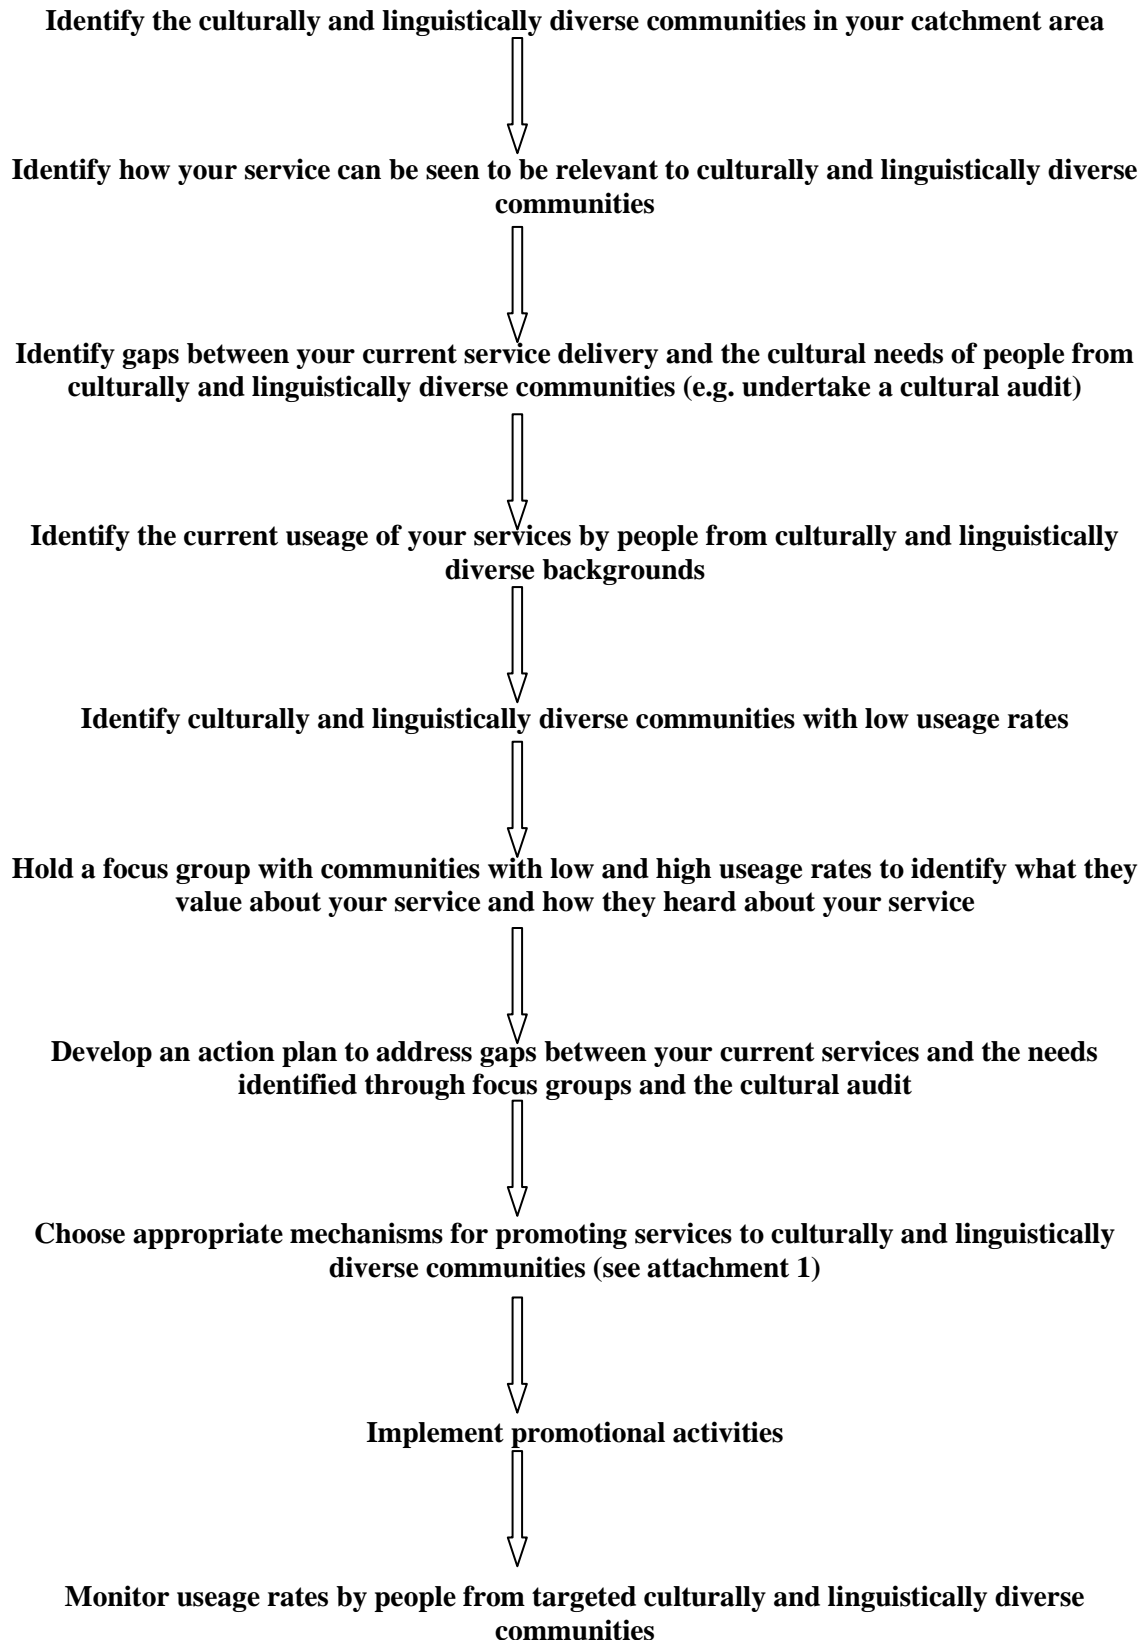 Identify the culturally and linguistically diverse communities in your catchment area
Identify how your service can be seen to be relevant to culturally and linguistically diverse
communities
Identify gaps between your current service delivery and the cultural needs of people from
culturally and linguistically diverse communities (e.g. undertake a cultural audit)
Identify the current useage of your services by people from culturally and linguistically
diverse backgrounds
Identify culturally and linguistically diverse communities with low useage rates
Hold a focus group with communities with low and high useage rates to identify what they
value about your service and how they heard about your service
Develop an action plan to address gaps between your current services and the needs
identified through focus groups and the cultural audit
Choose appropriate mechanisms for promoting services to culturally and linguistically
diverse communities (see attachment 1)
Implement promotional activities
Monitor useage rates by people from targeted culturally and linguistically diverse
communities